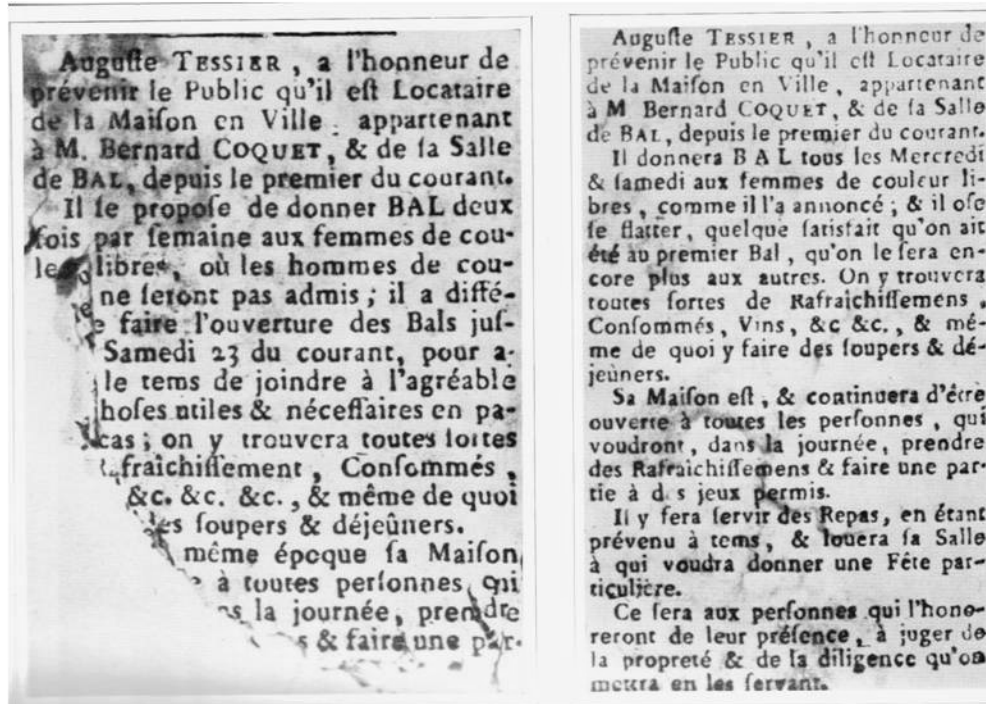 Auguſte TESSIER, a l'honneur de
prévenir le Public qu'il eſt Locataire
de la Maiſon en Ville, appartenant
à M. Bernard COQUET, & de ſa Salle
de BAL, depuis le premier du courant.
Il ſe propoſe de donner BAL deux
fois par ſemaine aux femmes de cou-
libres, où les hommes de cou-
ne ſeront pas admis ; il a diffé-
faire l'ouverture des Bals juſ-
Samedi 23 du courant, pour a-
le tems de joindre à l'agréable
hoſes utiles & néceſſaires en pa-
cas ; on y trouvera toutes ſortes
fraîchiſſement, Conſommés,
&c. &c. &c., & même de quoi
ſoupers & déjeûners.
même époque ſa Maiſon
à toutes perſonnes qui
la journée, prendre
& faire une par-
Auguſte TESSIER, a l'honneur de
prévenir le Public qu'il eſt Locataire
de la Maiſon en Ville, appartenant
à M Bernard COQUET, & de ſa Salle
de BAL, depuis le premier du courant.
Il donnera BAL tous les Mercredi
& ſamedi aux femmes de couleur li-
bres, comme il l'a annoncé ; & il oſe
ſe flatter, quelque ſatisfait qu'on ait
été au premier Bal, qu'on le ſera en-
core plus aux autres. On y trouvera
toutes ſortes de Rafraîchiſſemens,
Conſommés, Vins, &c &c., & mê-
me de quoi y faire des ſoupers & dé-
jeûners.
Sa Maiſon eſt, & continuera d'être
ouverte à toutes les perſonnes, qui
voudront, dans la journée, prendre
des Rafraîchiſſemens & faire une par-
tie à d s jeux permis.
Il y fera ſervir des Repas, en étant
prévenu à tems, & louera ſa Salle
à qui voudra donner une Fête par-
ticulière.
Ce ſera aux perſonnes qui l'hono-
reront de leur préſence, à juger de
la propreté & de ſa diligence qu'on
mettra en les ſervant.